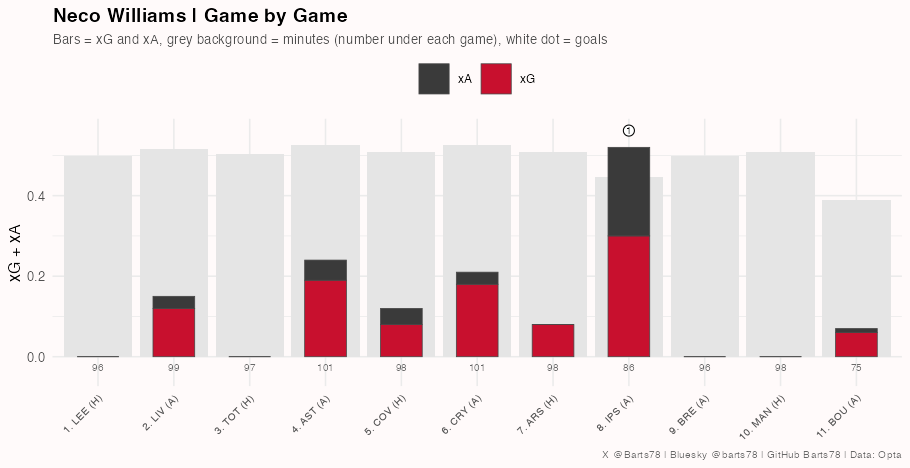 Neco Williams | Game by Game
Bars = xG and xA, grey background = minutes (number under each game), white dot = goals
xA xG
1
0.4
0.2
0.0
xG + xA
96 99 97 101 98 101 98 86 96 98 75
1. LEE (H) 2. LIV (A) 3. TOT (H) 4. AST (A) 5. COV (H) 6. CRY (A) 7. ARS (H) 8. IPS (A) 9. BRE (A) 10. MAN (H) 11. BOU (A)
X @Barts78 | Bluesky @barts78 | GitHub Barts78 | Data: Opta